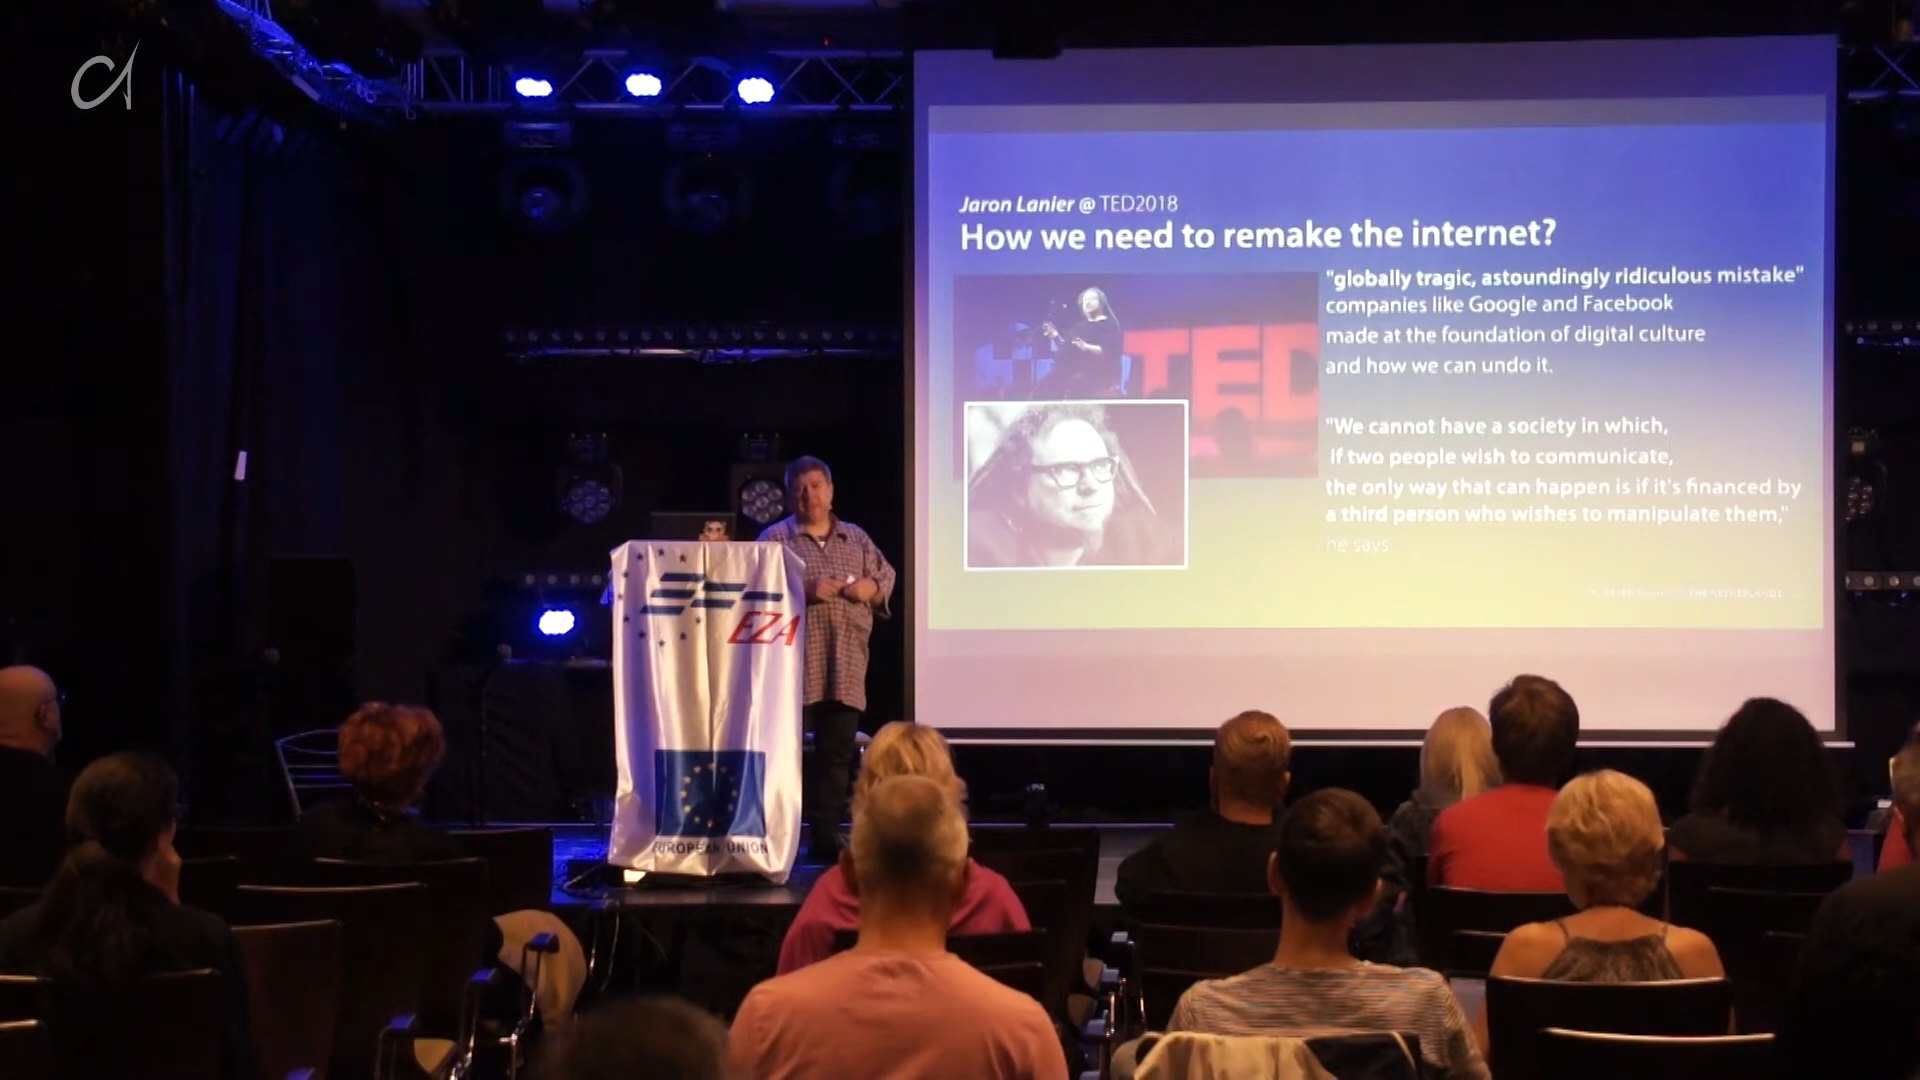 Jaron Lanier @ TED2018
How we need to remake the internet?
"globally tragic, astoundingly ridiculous mistake"
companies like Google and Facebook
made at the foundation of digital culture
and how we can undo it.
"We cannot have a society in which,
if two people wish to communicate,
the only way that can happen is if it's financed by
a third person who wishes to manipulate them,"
he says
TED
EZA
EUROPEAN UNION